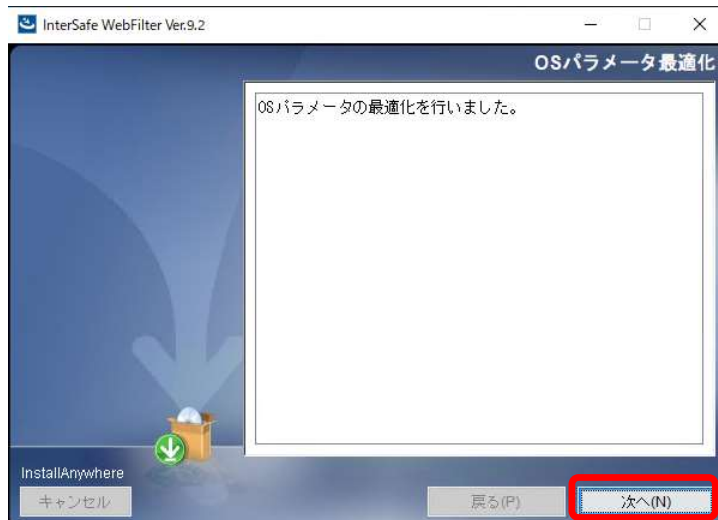 InterSafe WebFilter Ver.9.2
OSパラメータ最適化
OSパラメータの最適化を行いました。
InstallAnywhere
キャンセル
戻る(P)
次へ(N)